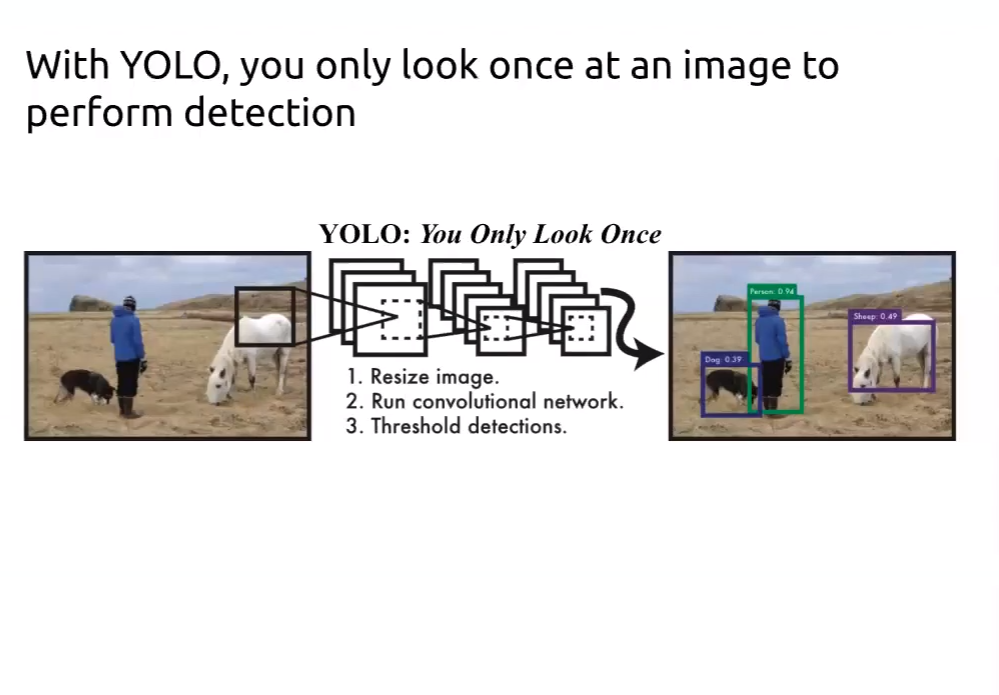 With YOLO, you only look once at an image to
perform detection
YOLO: You Only Look Once
1. Resize image.
2. Run convolutional network.
3. Threshold detections.
Person: 0.94
Sheep: 0.49
Dog: 0.39